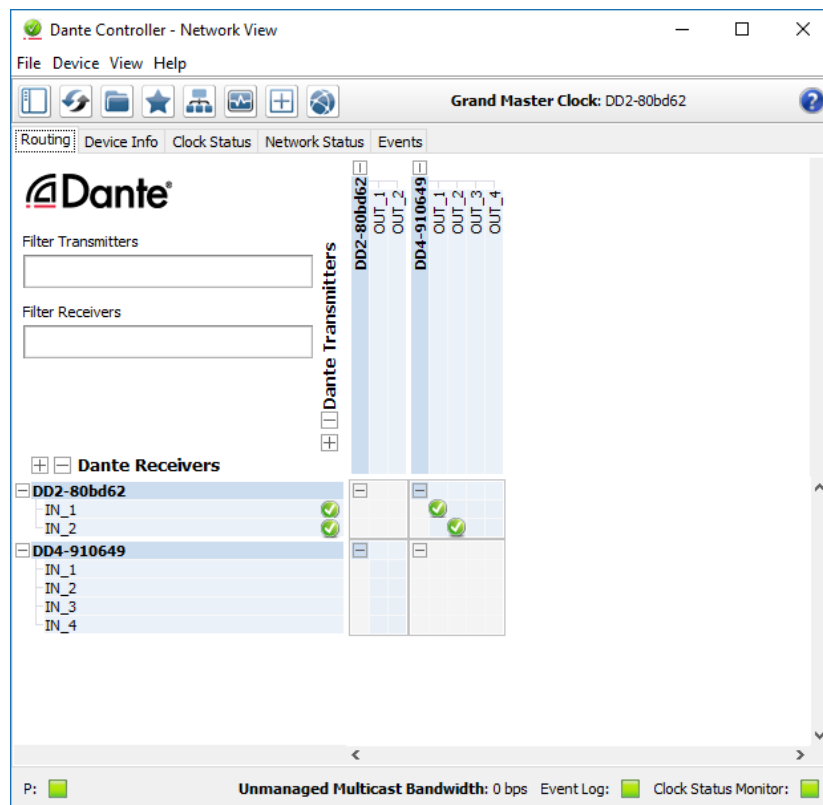 Dante Controller - Network View
File Device View Help
Grand Master Clock: DD2-80bd62
Routing Device Info Clock Status Network Status Events
Dante®
Filter Transmitters
Filter Receivers
Dante Transmitters
DD2-80bd62
OUT_1
OUT_2
DD4-910649
OUT_1
OUT_2
OUT_3
OUT_4
Dante Receivers
DD2-80bd62
IN_1
IN_2
DD4-910649
IN_1
IN_2
IN_3
IN_4
P: Unmanaged Multicast Bandwidth: 0 bps Event Log: Clock Status Monitor: